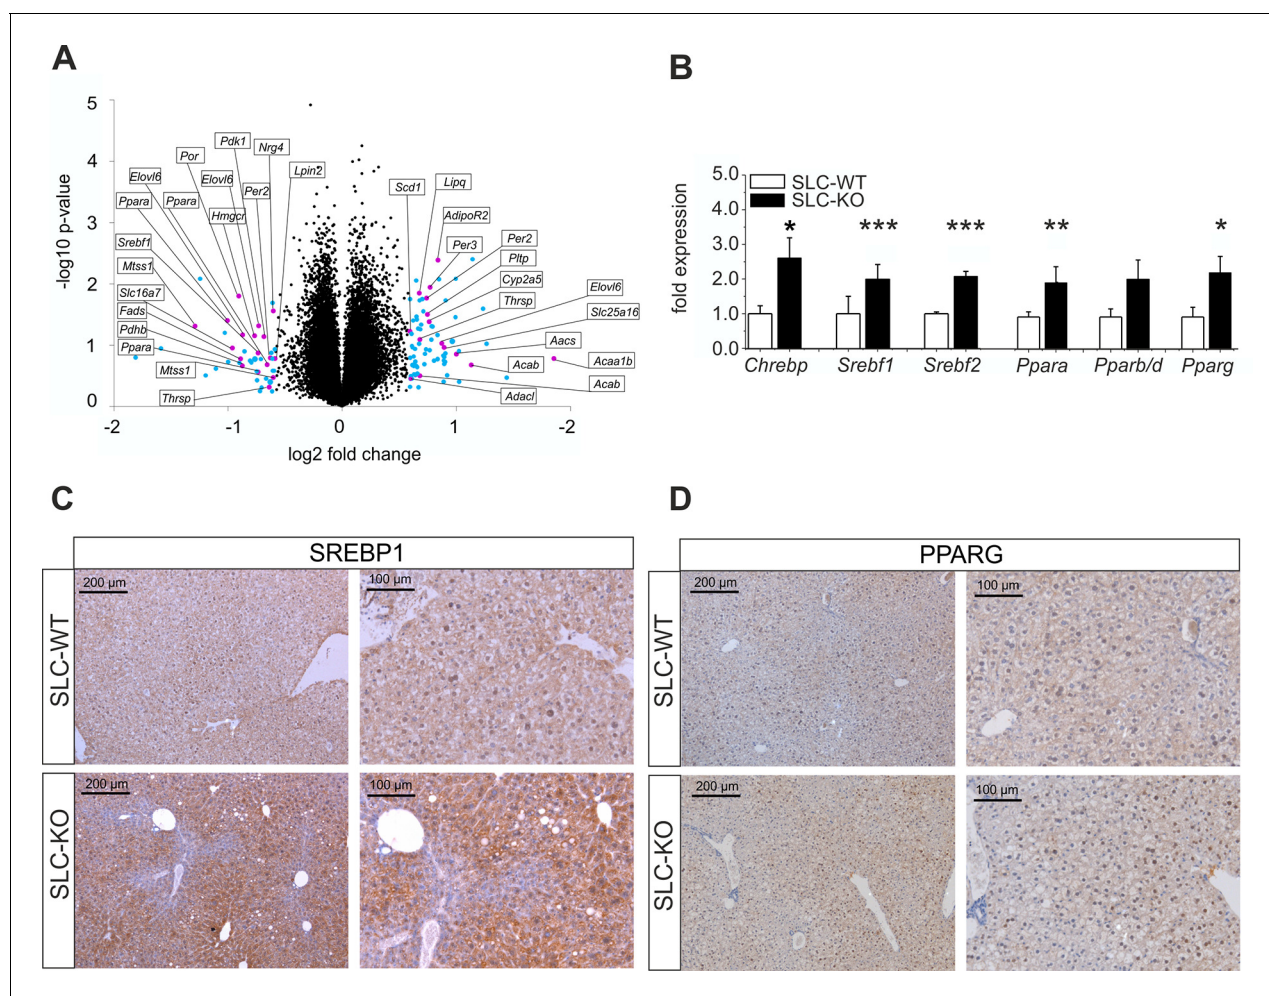 A
B
5
4
3
2
1
0
-log10 p-value
-2
-1
0
1
-2
log2 fold change
Pdk1
Nrg4
Por
Lpin2
Elovl6
Elovl6
Ppara
Ppara
Per2
Hmgcr
Srebf1
Mtss1
Slc16a7
Fads
Pdhb
Ppara
Mtss1
Thrsp
Scd1
Lipq
AdipoR2
Per3
Per2
Pltp
Cyp2a5
Thrsp
Elovl6
Slc25a16
Aacs
Acab
Acaa1b
Acab
Adacl
fold expression
5.0
4.0
3.0
2.0
1.0
0.0
SLC-WT
SLC-KO
* *** *** ** *
Chrebp Srebf1 Srebf2 Ppara Pparb/d Pparg
C
D
SREBP1
PPARG
SLC-WT
200 µm
100 µm
SLC-WT
200 µm
100 µm
SLC-KO
200 µm
100 µm
SLC-KO
200 µm
100 µm